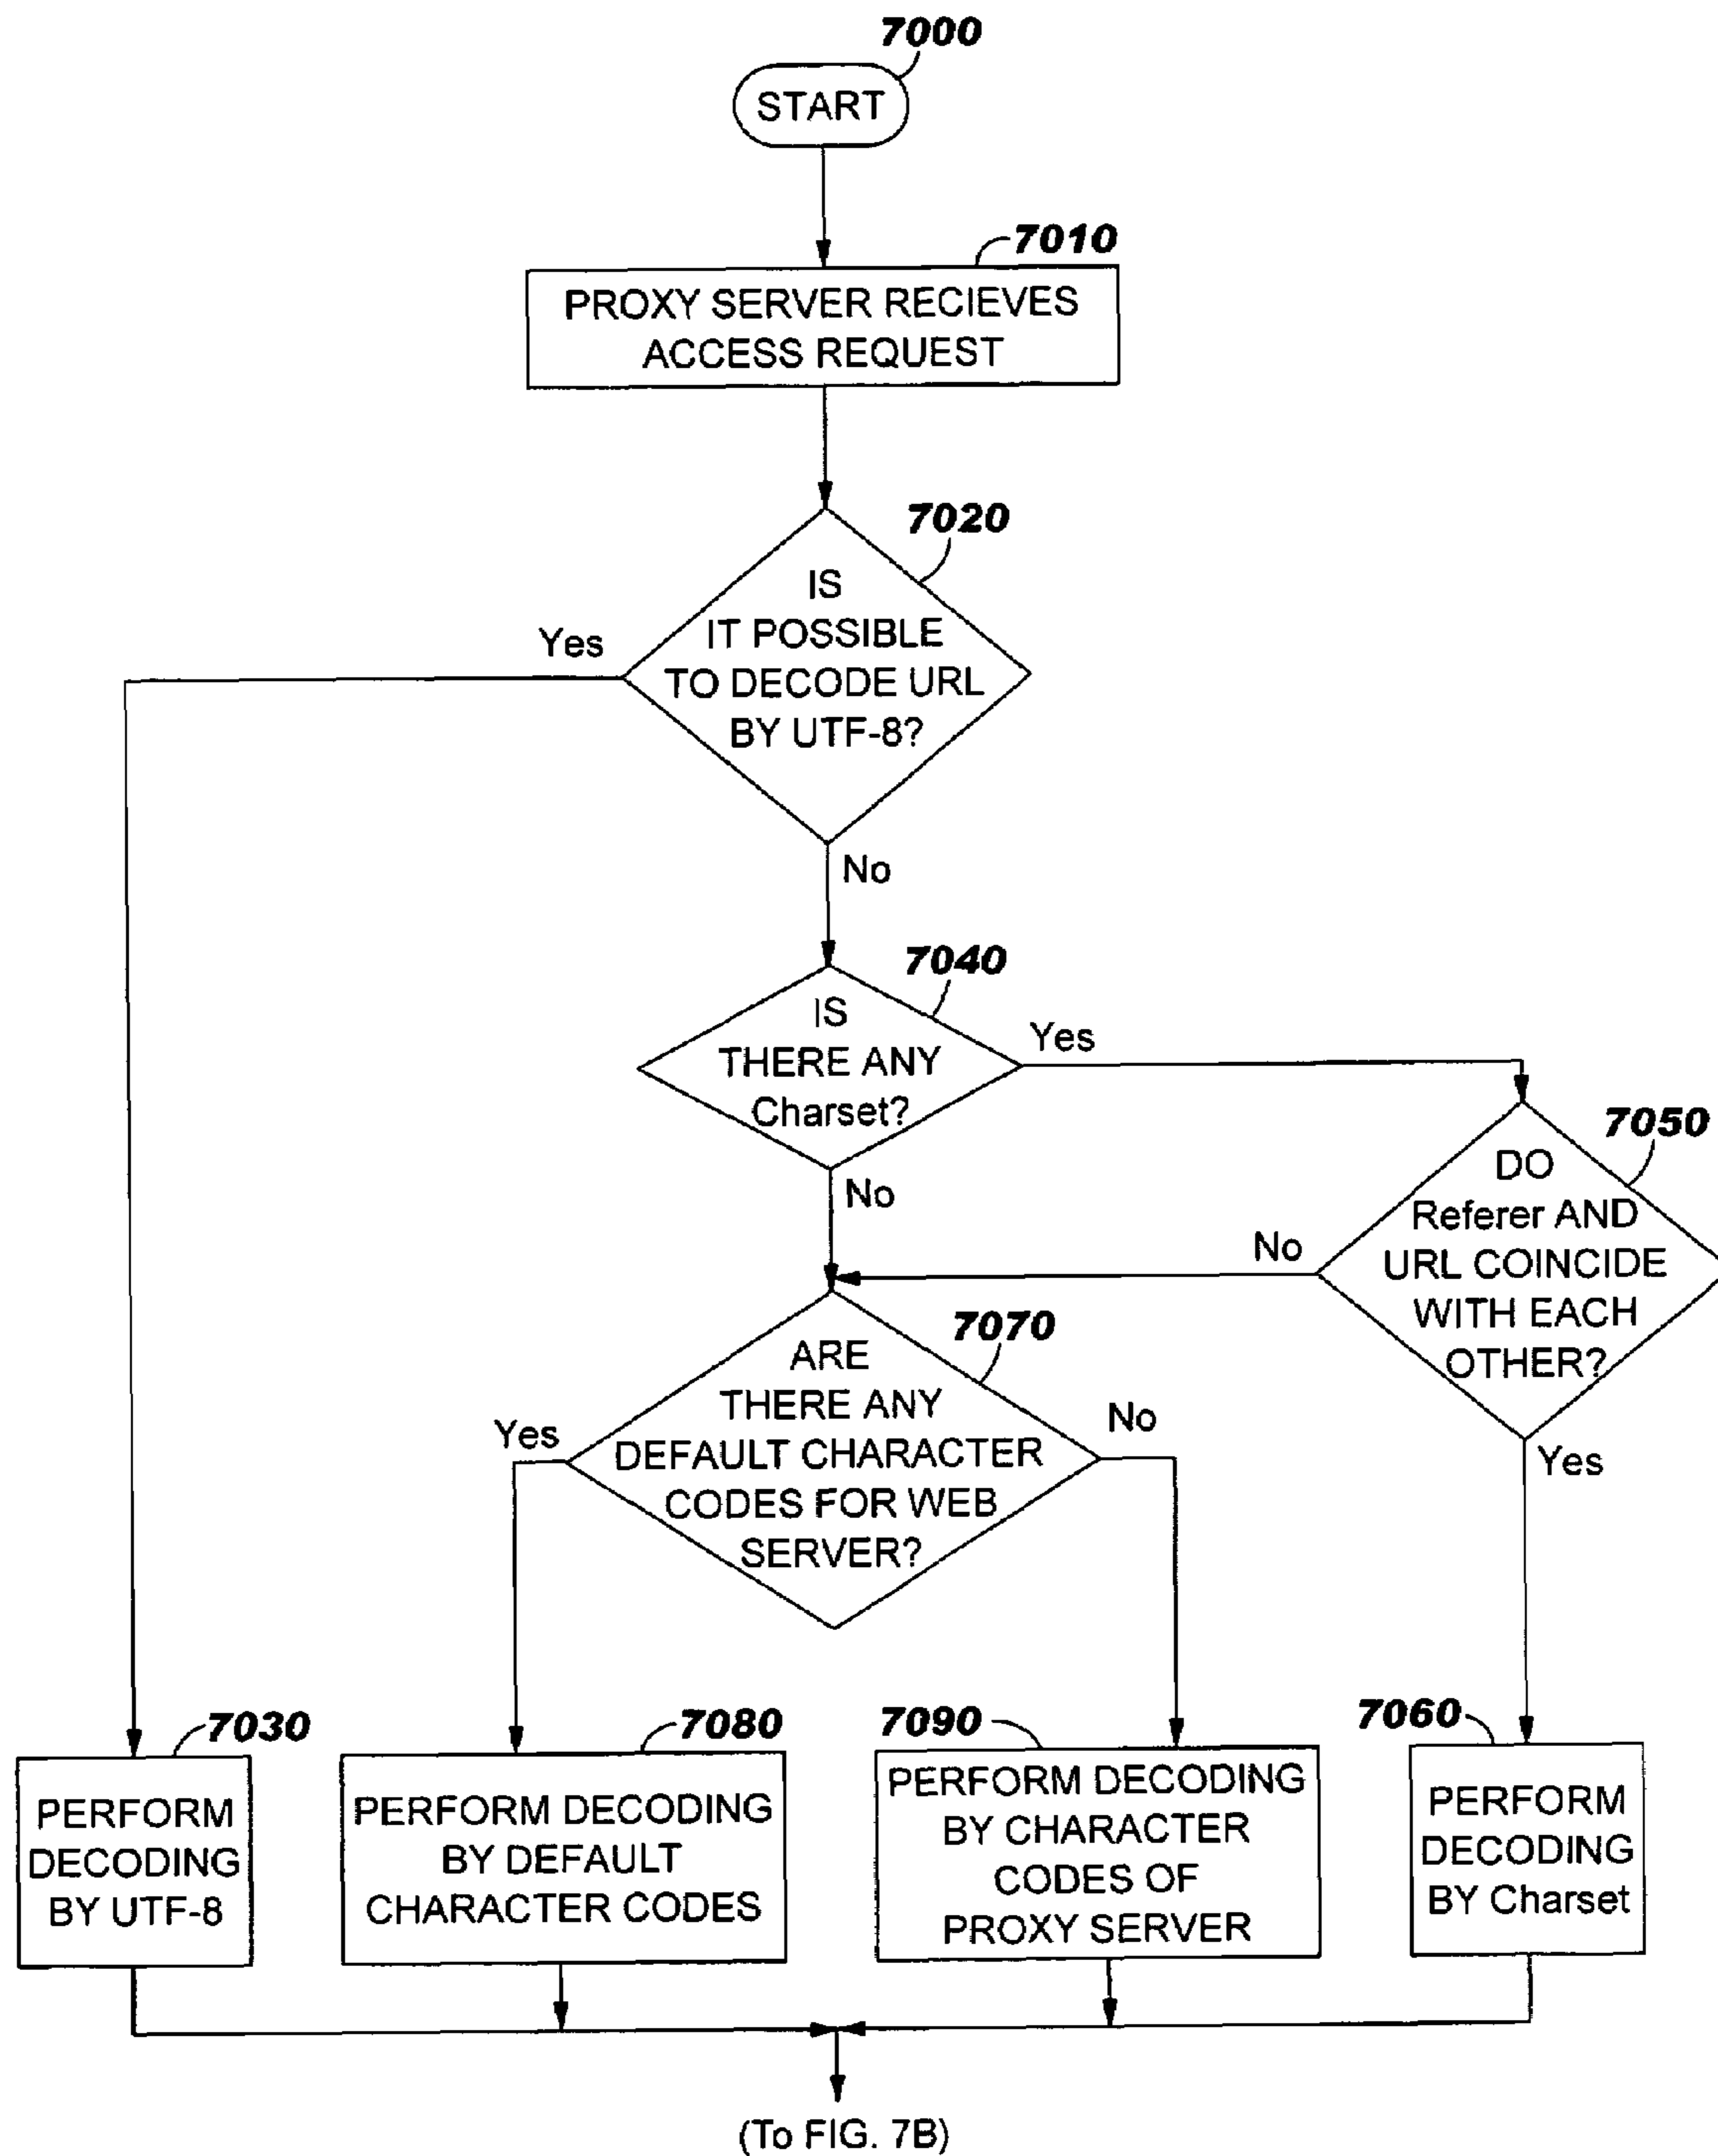 7000
START
7010
PROXY SERVER RECIEVES
ACCESS REQUEST
7020
IS
IT POSSIBLE
TO DECODE URL
BY UTF-8?
Yes
No
7040
IS
THERE ANY
Charset?
Yes
No
7050
DO
Referer AND
URL COINCIDE
WITH EACH
OTHER?
No
Yes
7070
ARE
THERE ANY
DEFAULT CHARACTER
CODES FOR WEB
SERVER?
Yes
No
7030
PERFORM
DECODING
BY UTF-8
7080
PERFORM DECODING
BY DEFAULT
CHARACTER CODES
7090
PERFORM DECODING
BY CHARACTER
CODES OF
PROXY SERVER
7060
PERFORM
DECODING
BY Charset
(To FIG. 7B)